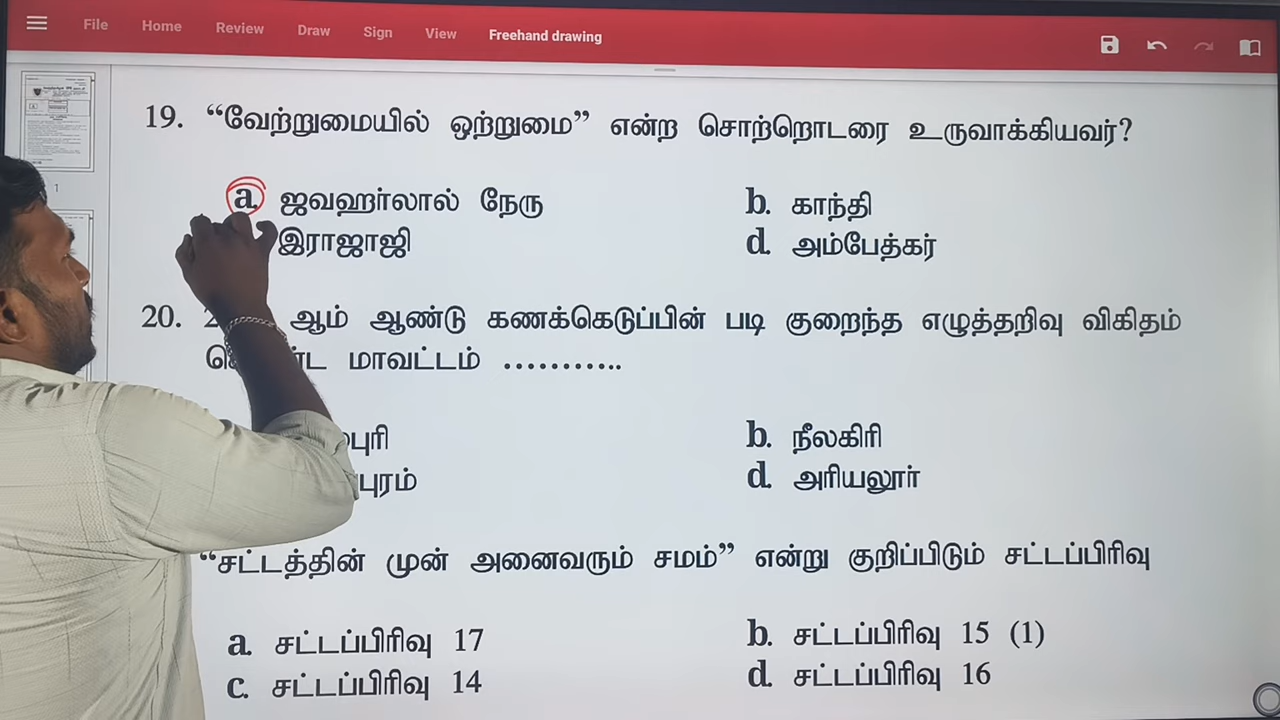 File Home Review Draw Sign View Freehand drawing
19. “வேற்றுமையில் ஒற்றுமை” என்ற சொற்றொடரை உருவாக்கியவர்?
a. ஜவஹர்லால் நேரு b. காந்தி
இராஜாஜி d. அம்பேத்கர்
20. ஆம் ஆண்டு கணக்கெடுப்பின் படி குறைந்த எழுத்தறிவு விகிதம்
மாவட்டம் ...........
b. நீலகிரி
d. அரியலூர்
“சட்டத்தின் முன் அனைவரும் சமம்” என்று குறிப்பிடும் சட்டப்பிரிவு
a. சட்டப்பிரிவு 17 b. சட்டப்பிரிவு 15 (1)
c. சட்டப்பிரிவு 14 d. சட்டப்பிரிவு 16
1